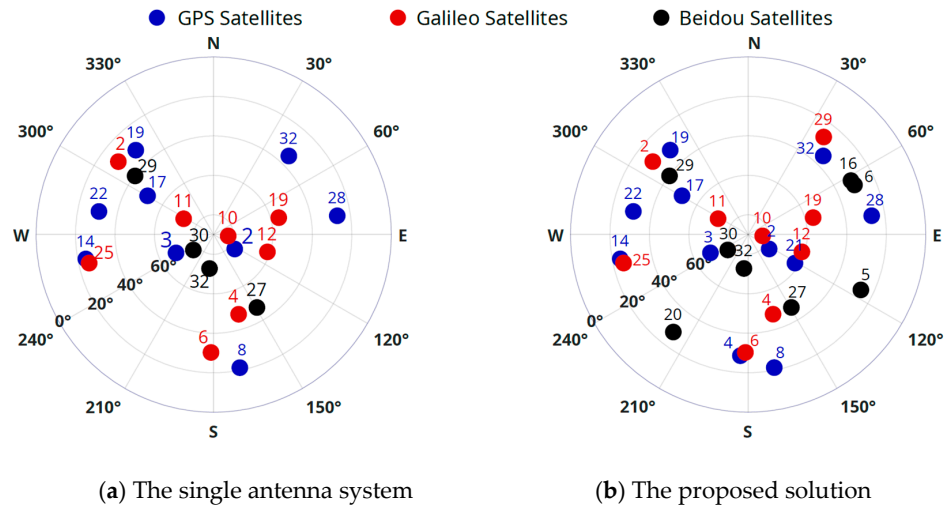 GPS Satellites Galileo Satellites Beidou Satellites
N N
330° 30° 330° 30°
300° 60° 300° 60°
2 19 32 2 19 29 32
29 17 29 17 16 6
22 11 10 19 28 22 11 10 19 28
W E W E
14 25 3 30 2 12 14 25 3 30 2 12 21
60° 32 60° 32
40° 4 27 40° 4 27 5
20° 20° 20
0° 6 8 0° 4 6 8
240° 120° 240° 120°
210° 150° 210° 150°
S S
(a) The single antenna system (b) The proposed solution